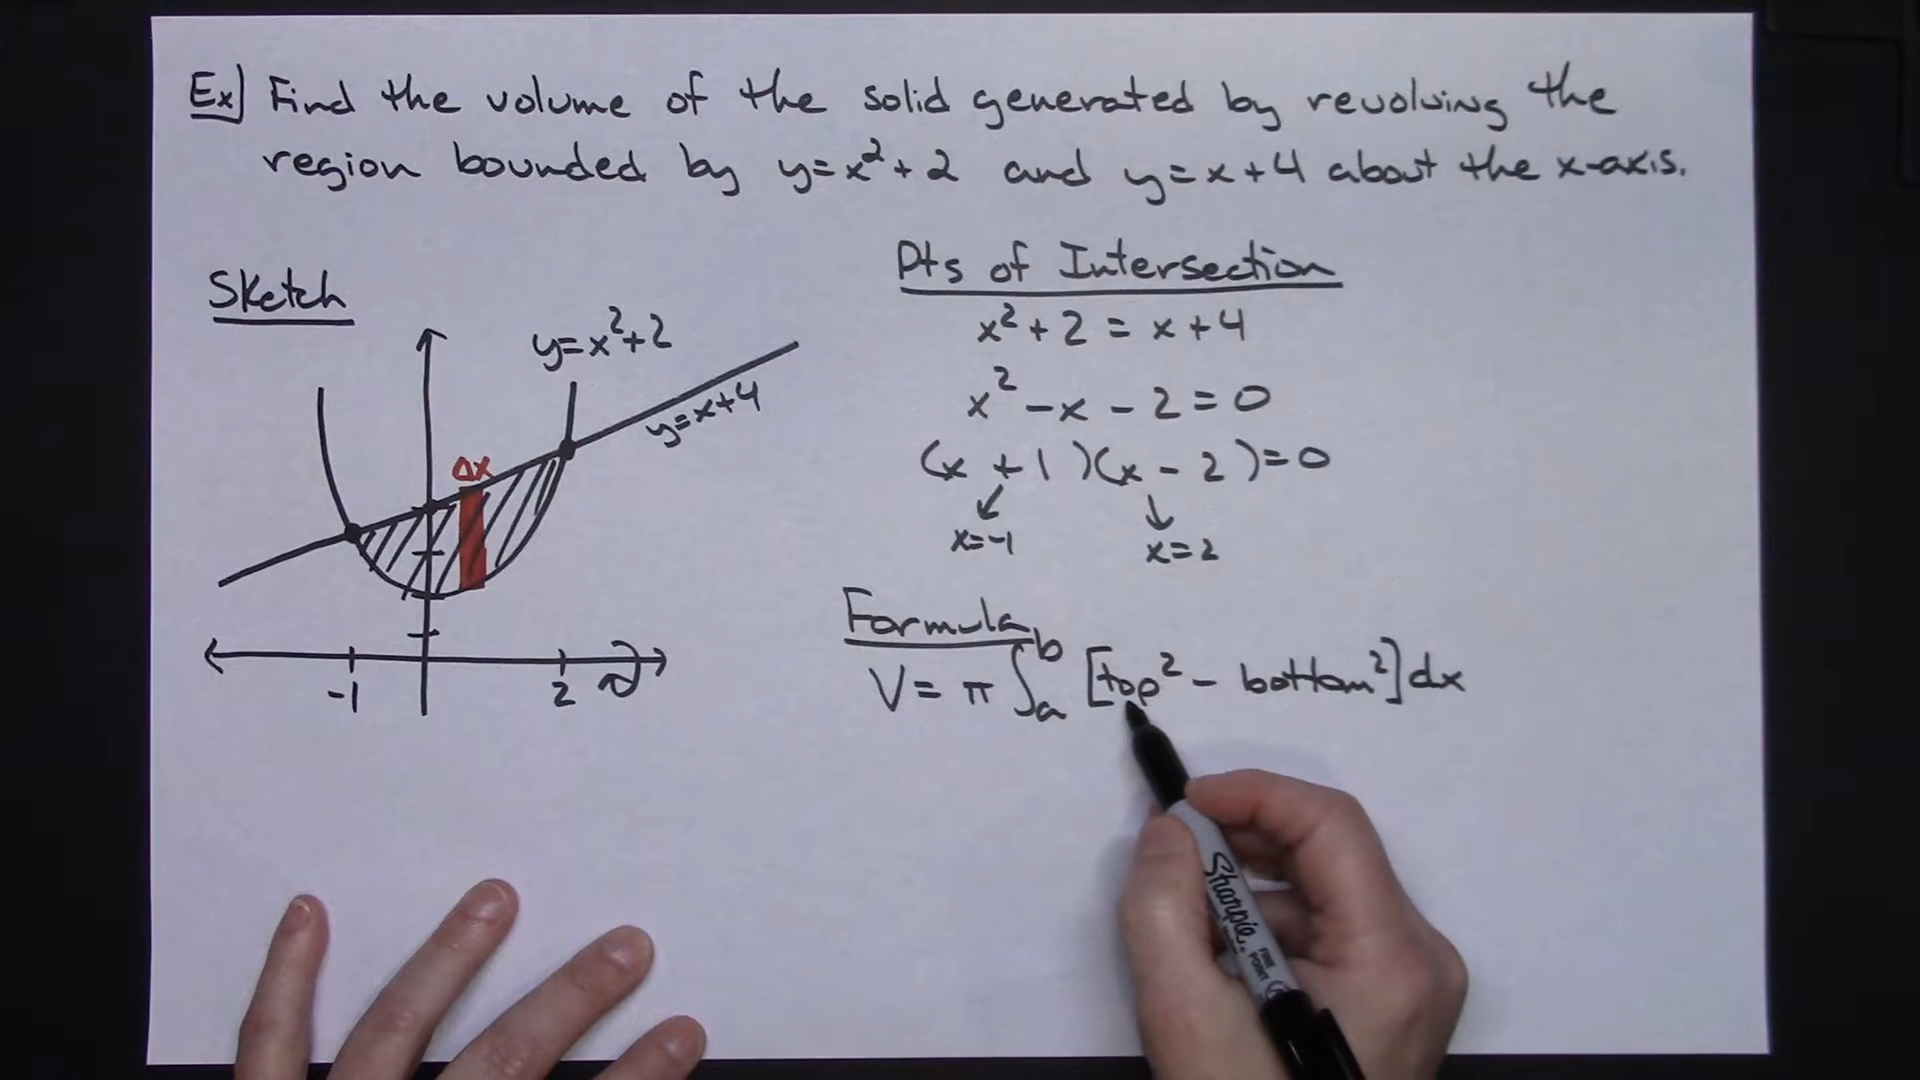 Ex) Find the volume of the solid generated by revolving the
region bounded by y=x²+2 and y=x+4 about the x-axis.
Sketch
y=x²+2
y=x+4
Δx
-1
2
Pts of Intersection
x²+2=x+4
x²-x-2=0
(x+1)(x-2)=0
x=-1
x=2
Formula
V=π∫ₐᵇ[top²-bottom²]dx
Sharpie.
FINE
POINT